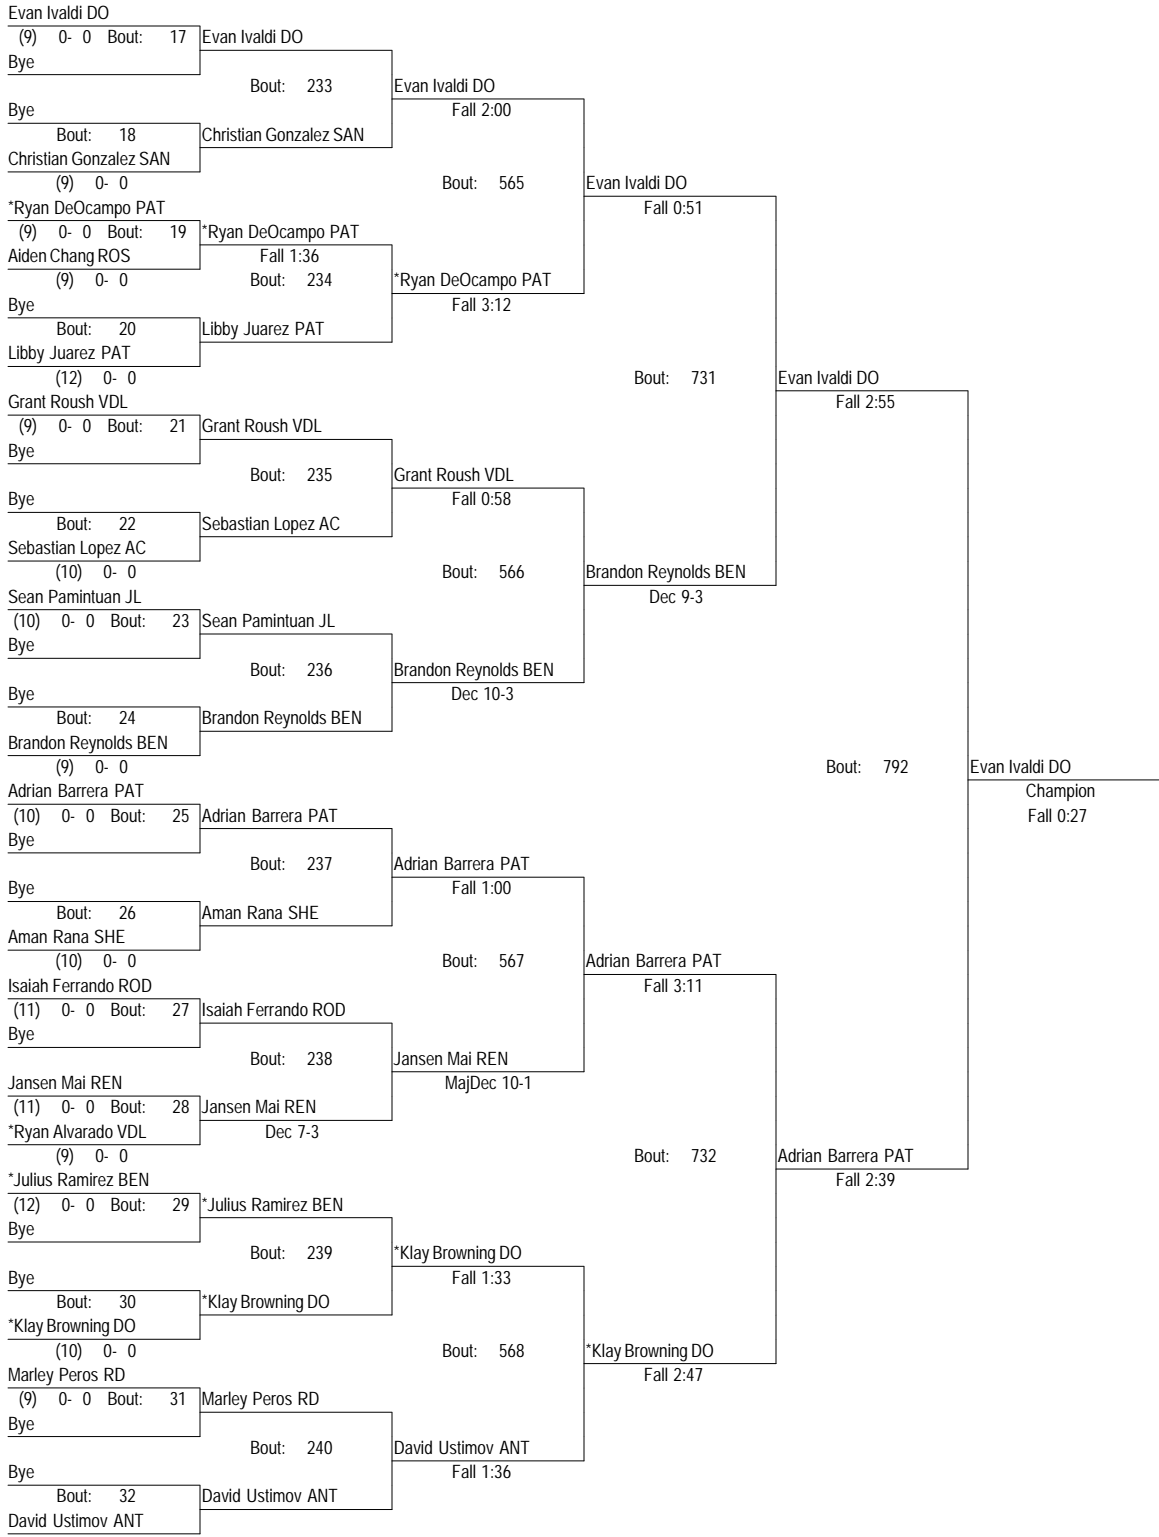 Evan Ivaldi DO
(9) 0- 0 Bout: 17 Evan Ivaldi DO
Bye
Bout: 233 Evan Ivaldi DO
Bye Fall 2:00
Bout: 18 Christian Gonzalez SAN
Christian Gonzalez SAN
(9) 0- 0 Bout: 565 Evan Ivaldi DO
*Ryan DeOcampo PAT Fall 0:51
(9) 0- 0 Bout: 19 *Ryan DeOcampo PAT
Aiden Chang ROS Fall 1:36
(9) 0- 0 Bout: 234 *Ryan DeOcampo PAT
Bye Fall 3:12
Bout: 20 Libby Juarez PAT
Libby Juarez PAT
(12) 0- 0 Bout: 731 Evan Ivaldi DO
Grant Roush VDL Fall 2:55
(9) 0- 0 Bout: 21 Grant Roush VDL
Bye
Bout: 235 Grant Roush VDL
Bye Fall 0:58
Bout: 22 Sebastian Lopez AC
Sebastian Lopez AC
(10) 0- 0 Bout: 566 Brandon Reynolds BEN
Sean Pamintuan JL Dec 9-3
(10) 0- 0 Bout: 23 Sean Pamintuan JL
Bye
Bout: 236 Brandon Reynolds BEN
Bye Dec 10-3
Bout: 24 Brandon Reynolds BEN
Brandon Reynolds BEN
(9) 0- 0 Bout: 792 Evan Ivaldi DO
Adrian Barrera PAT Champion
(10) 0- 0 Bout: 25 Adrian Barrera PAT Fall 0:27
Bye
Bout: 237 Adrian Barrera PAT
Bye Fall 1:00
Bout: 26 Aman Rana SHE
Aman Rana SHE
(10) 0- 0 Bout: 567 Adrian Barrera PAT
Isaiah Ferrando ROD Fall 3:11
(11) 0- 0 Bout: 27 Isaiah Ferrando ROD
Bye
Bout: 238 Jansen Mai REN
Jansen Mai REN MajDec 10-1
(11) 0- 0 Bout: 28 Jansen Mai REN
*Ryan Alvarado VDL Dec 7-3
(9) 0- 0 Bout: 732 Adrian Barrera PAT
*Julius Ramirez BEN Fall 2:39
(12) 0- 0 Bout: 29 *Julius Ramirez BEN
Bye
Bout: 239 *Klay Browning DO
Bye Fall 1:33
Bout: 30 *Klay Browning DO
*Klay Browning DO
(10) 0- 0 Bout: 568 *Klay Browning DO
Marley Peros RD Fall 2:47
(9) 0- 0 Bout: 31 Marley Peros RD
Bye
Bout: 240 David Ustimov ANT
Bye Fall 1:36
Bout: 32 David Ustimov ANT
David Ustimov ANT